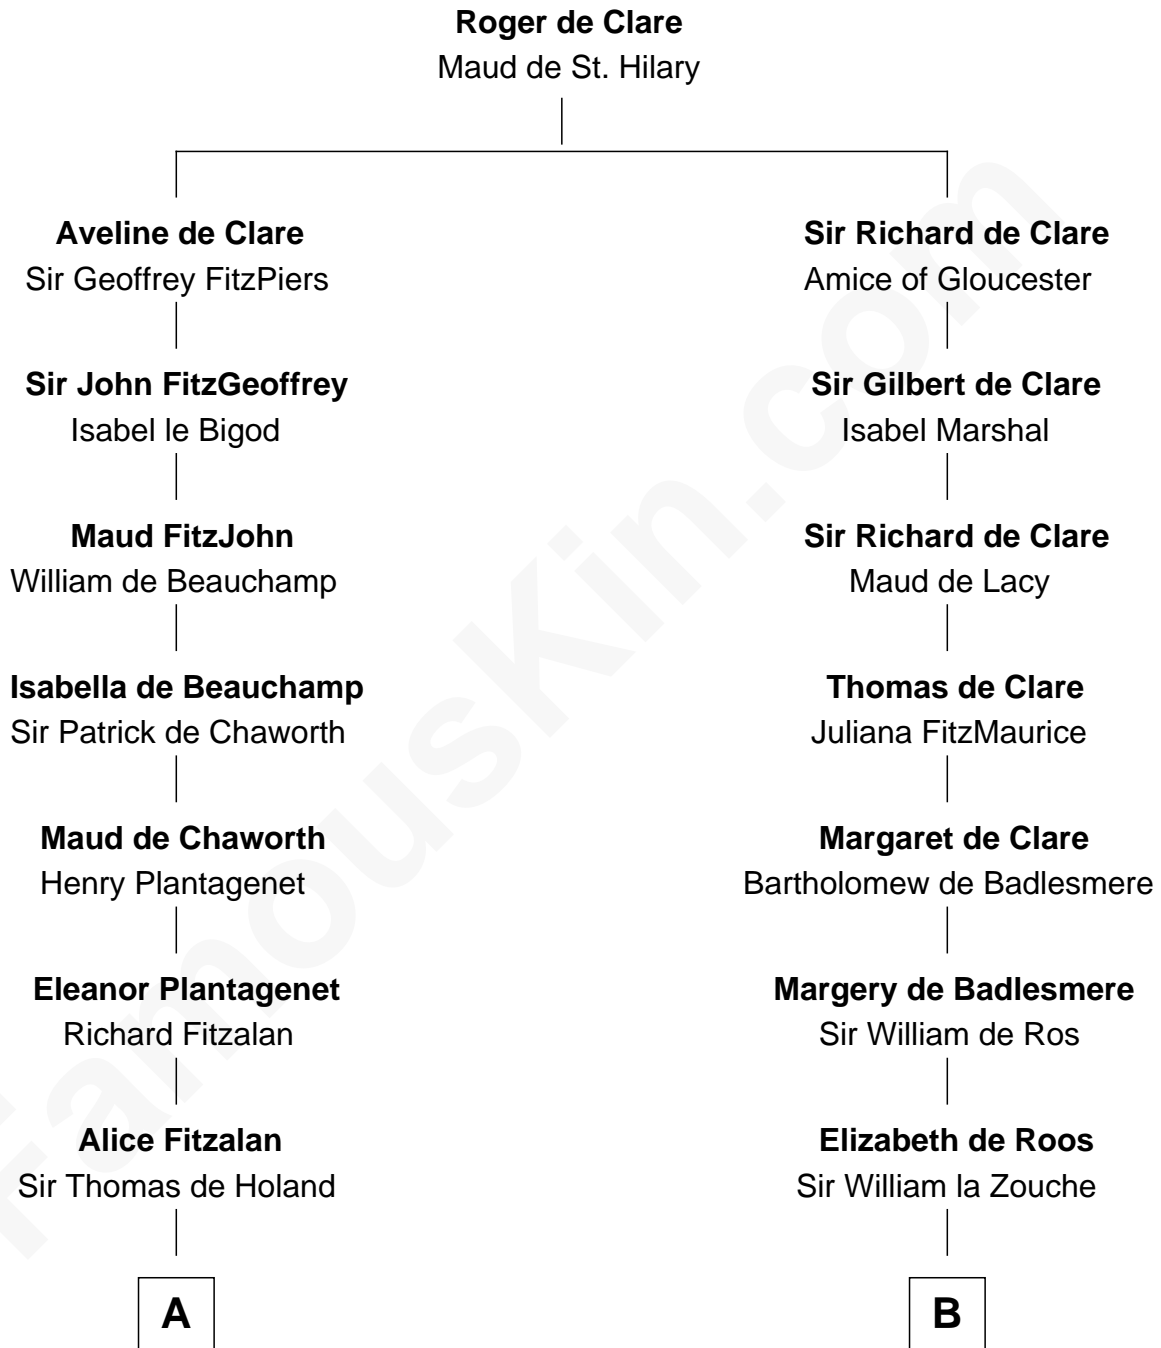 Roger de Clare
Maud de St. Hilary
Aveline de Clare
Sir Geoffrey FitzPiers
Sir Richard de Clare
Amice of Gloucester
Sir John FitzGeoffrey
Isabel le Bigod
Sir Gilbert de Clare
Isabel Marshal
Maud FitzJohn
William de Beauchamp
Sir Richard de Clare
Maud de Lacy
Isabella de Beauchamp
Sir Patrick de Chaworth
Thomas de Clare
Juliana FitzMaurice
Maud de Chaworth
Henry Plantagenet
Margaret de Clare
Bartholomew de Badlesmere
Eleanor Plantagenet
Richard Fitzalan
Margery de Badlesmere
Sir William de Ros
Alice Fitzalan
Sir Thomas de Holand
Elizabeth de Roos
Sir William la Zouche
A
B
FamousKin.com